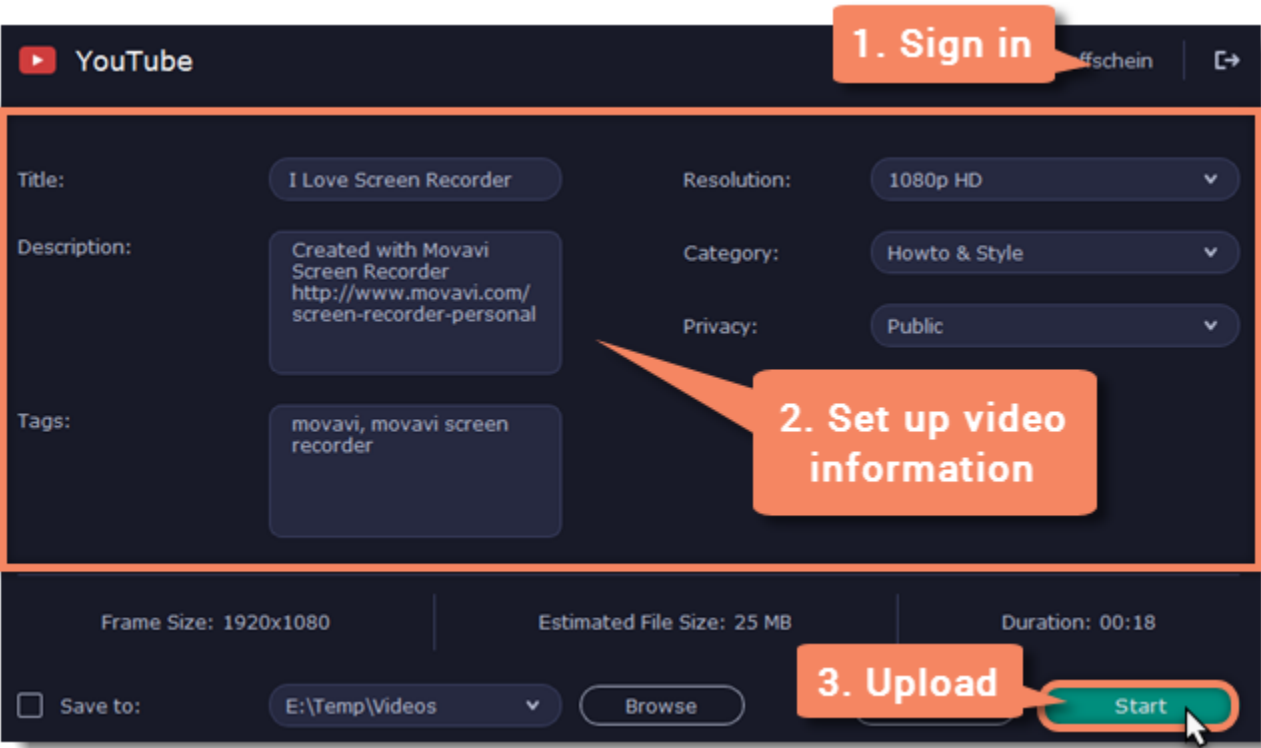 YouTube
1. Sign in
offschein
Title:
I Love Screen Recorder
Resolution:
1080p HD
Description:
Created with Movavi
Screen Recorder
http://www.movavi.com/
screen-recorder-personal
Category:
Howto & Style
Privacy:
Public
Tags:
movavi, movavi screen
recorder
2. Set up video
information
Frame Size: 1920x1080
Estimated File Size: 25 MB
Duration: 00:18
Save to:
E:\Temp\Videos
Browse
3. Upload
Start